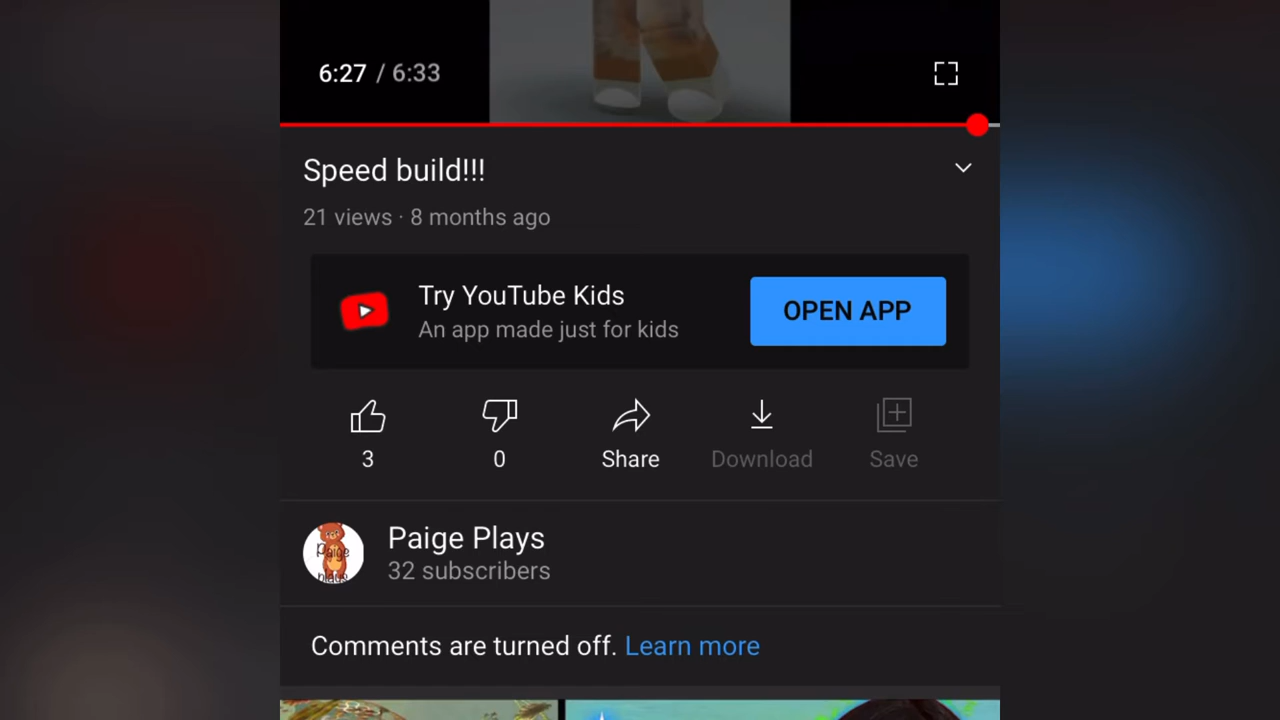 6:27 / 6:33
Speed build!!!
21 views · 8 months ago
Try YouTube Kids
An app made just for kids
OPEN APP
3
0
Share
Download
Save
Paige Plays
32 subscribers
Paige
Comments are turned off. Learn more